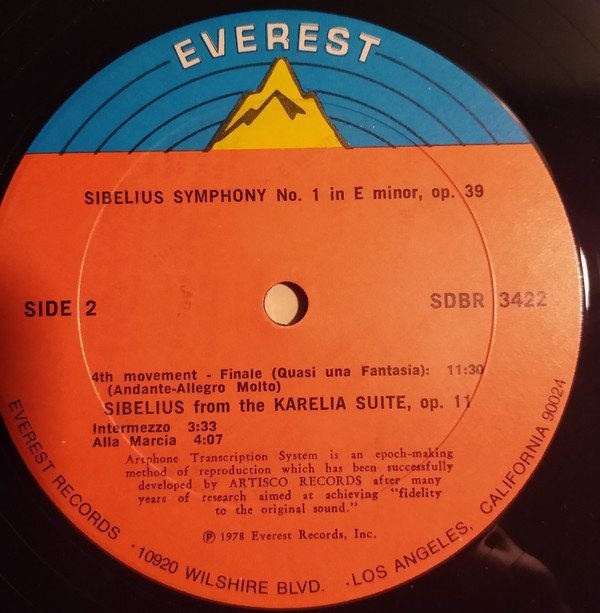 EVEREST
SIBELIUS SYMPHONY No. 1 in E minor, op. 39
SIDE 2
SDBR 3422
4th movement - Finale (Quasi una Fantasia): 11:30
(Andante-Allegro Molto)
SIBELIUS from the KARELIA SUITE, op. 11
Intermezzo 3:33
Alla Marcia 4:07
Artphone Transcription System is an epoch-making
method of reproduction which has been successfully
developed by ARTISCO RECORDS after many
years of research aimed at achieving "fidelity
to the original sound."
Ⓟ 1978 Everest Records, Inc.
EVEREST RECORDS · 10920 WILSHIRE BLVD. · LOS ANGELES, CALIFORNIA 90024